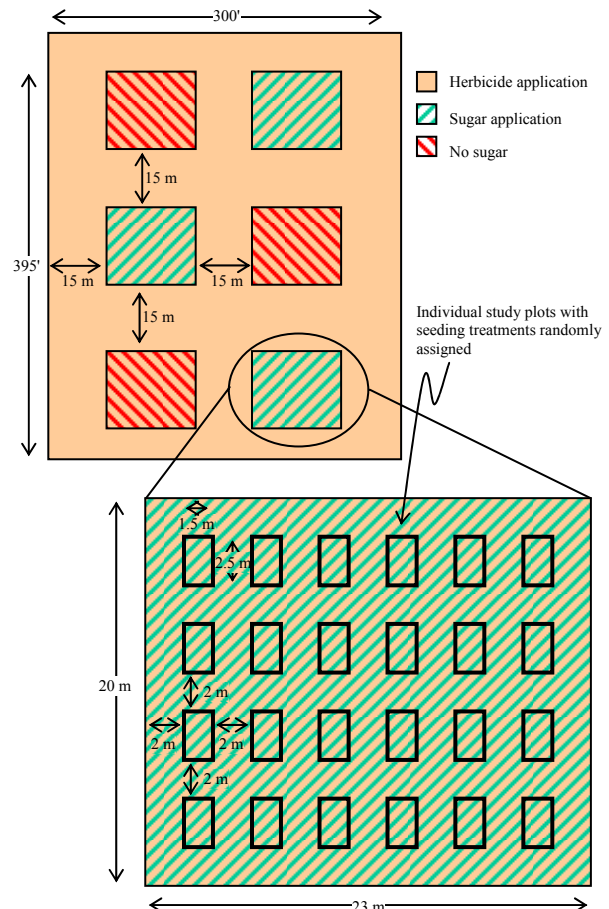 300'
Herbicide application
Sugar application
No sugar
15 m
395'
15 m
15 m
15 m
Individual study plots with
seeding treatments randomly
assigned
1.5 m
2.5 m
20 m
2 m
2 m
2 m
2 m
23 m